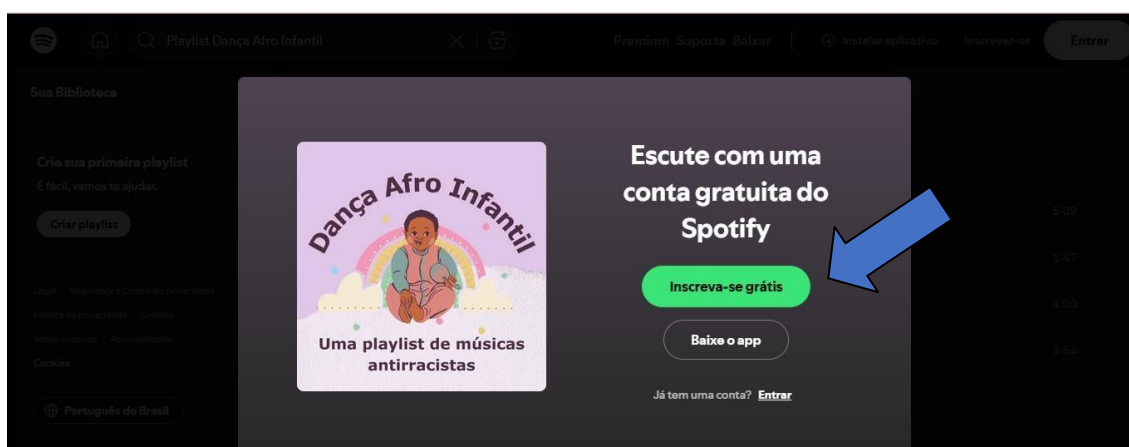 Playlist Dança Afro Infantil
Premium Suporte Baixar
Instalar aplicativo
Inscrever-se
Entrar
Sua Biblioteca
Crie sua primeira playlist
É fácil, vamos te ajudar.
Criar playlist
Legal Segurança e Centro de privacidade
Política de privacidade Cookies
Sobre anúncios Acessibilidade
Cookies
Português do Brasil
Dança Afro Infantil
Uma playlist de músicas
antirracistas
Escute com uma
conta gratuita do
Spotify
Inscreva-se grátis
Baixe o app
Já tem uma conta? Entrar
5:09
1:47
4:00
3:54